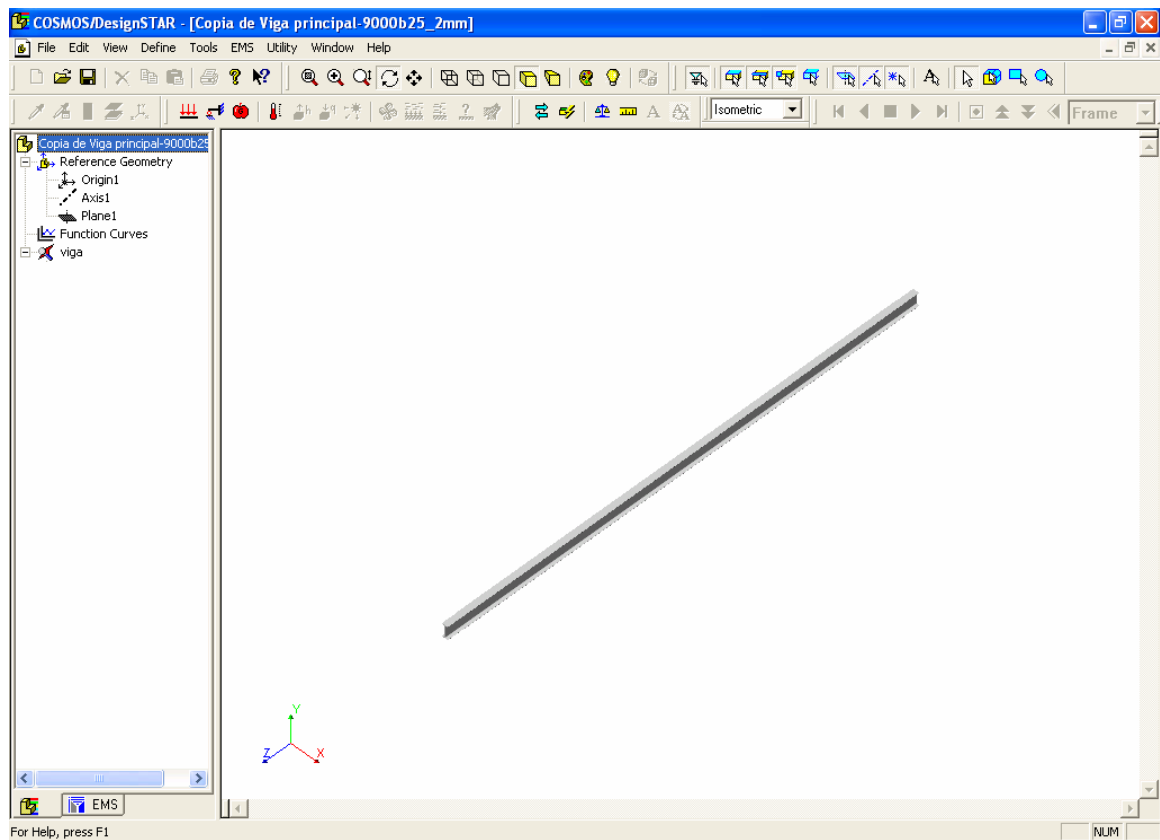 COSMOS/DesignSTAR - [Copia de Viga principal-9000b25_2mm]
File Edit View Define Tools EMS Utility Window Help
Isometric
Frame
Copia de Viga principal-9000b25
Reference Geometry
Origin1
Axis1
Plane1
Function Curves
viga
Y
Z X
EMS
For Help, press F1 NUM